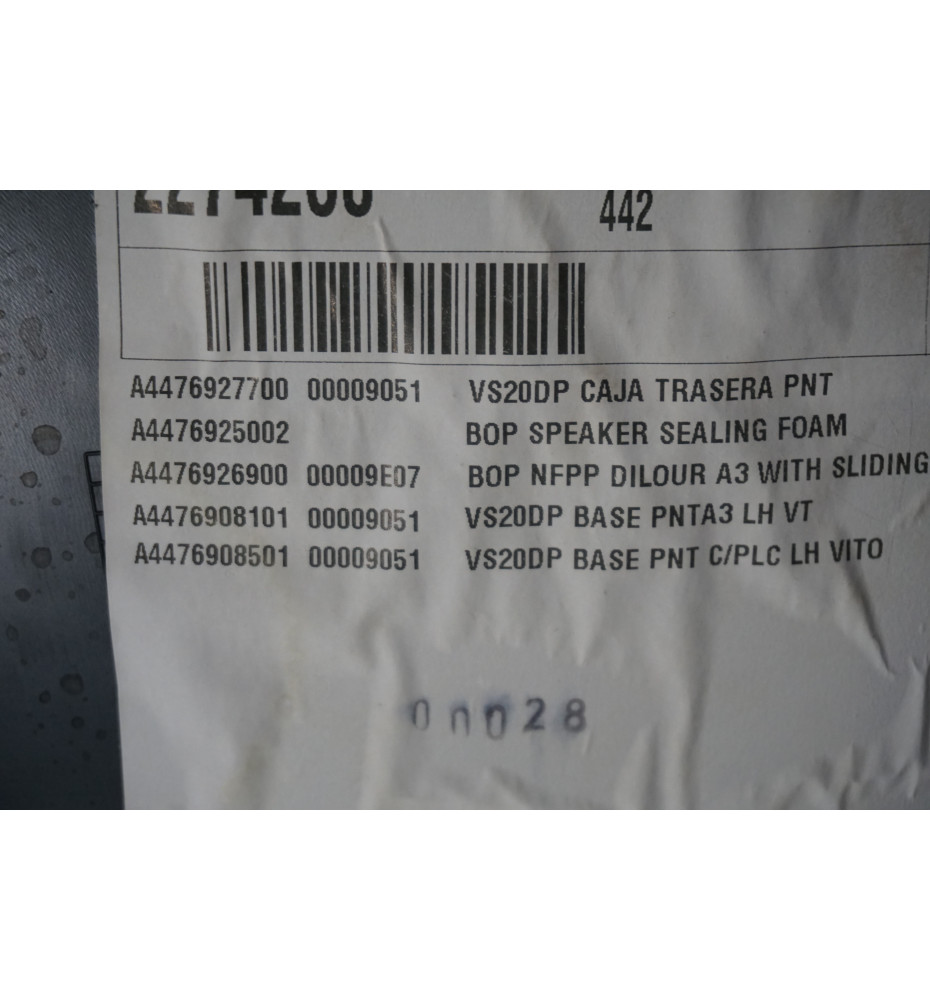 442
A4476927700 00009051 VS20DP CAJA TRASERA PNT
A4476925002 BOP SPEAKER SEALING FOAM
A4476926900 00009E07 BOP NFPP DILOUR A3 WITH SLIDING
A4476908101 00009051 VS20DP BASE PNTA3 LH VT
A4476908501 00009051 VS20DP BASE PNT C/PLC LH VITO
00028